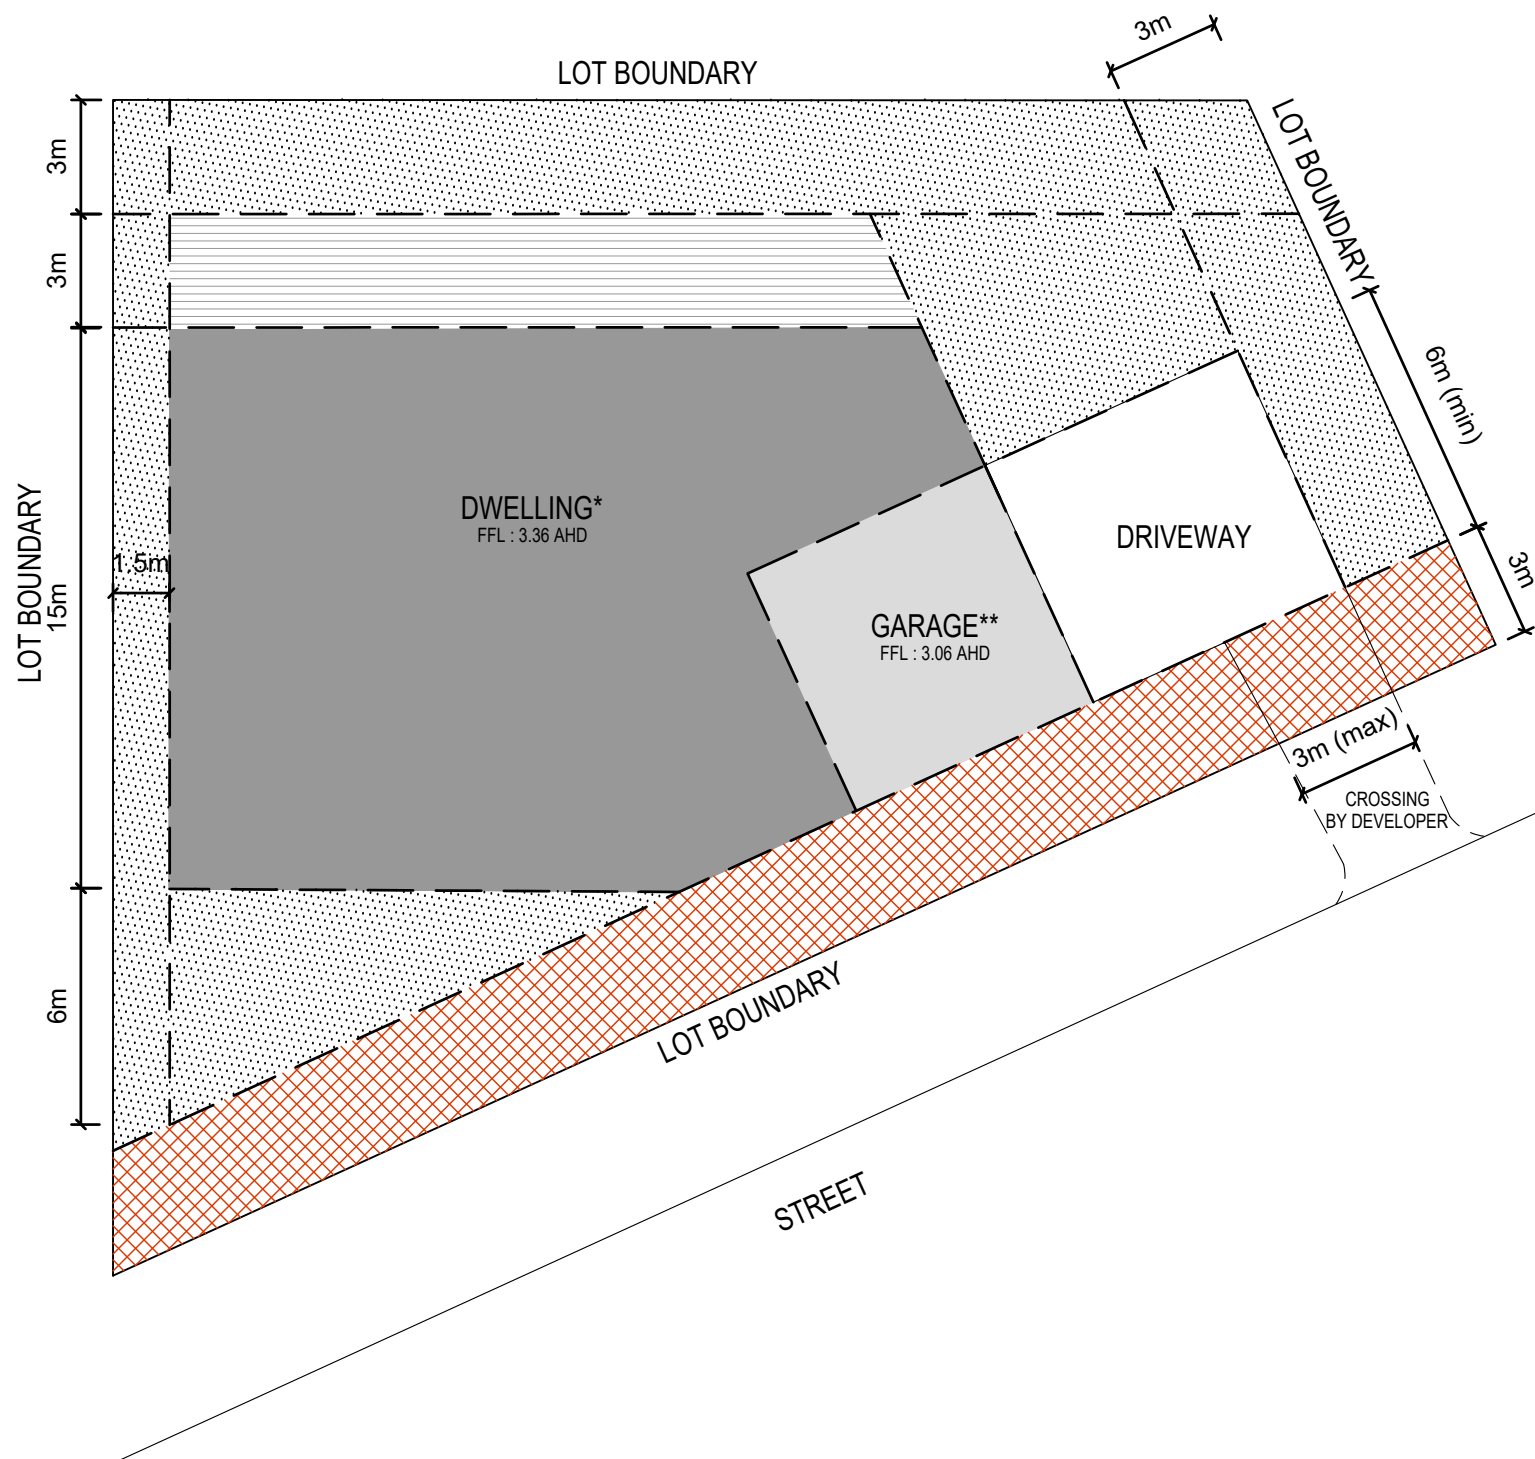 3m
LOT BOUNDARY
LOT BOUNDARY
3m
3m
6m (min)
LOT BOUNDARY
15m
1.5m
DWELLING*
FFL : 3.36 AHD
DRIVEWAY
3m
GARAGE**
FFL : 3.06 AHD
3m (max)
CROSSING
BY DEVELOPER
6m
LOT BOUNDARY
STREET